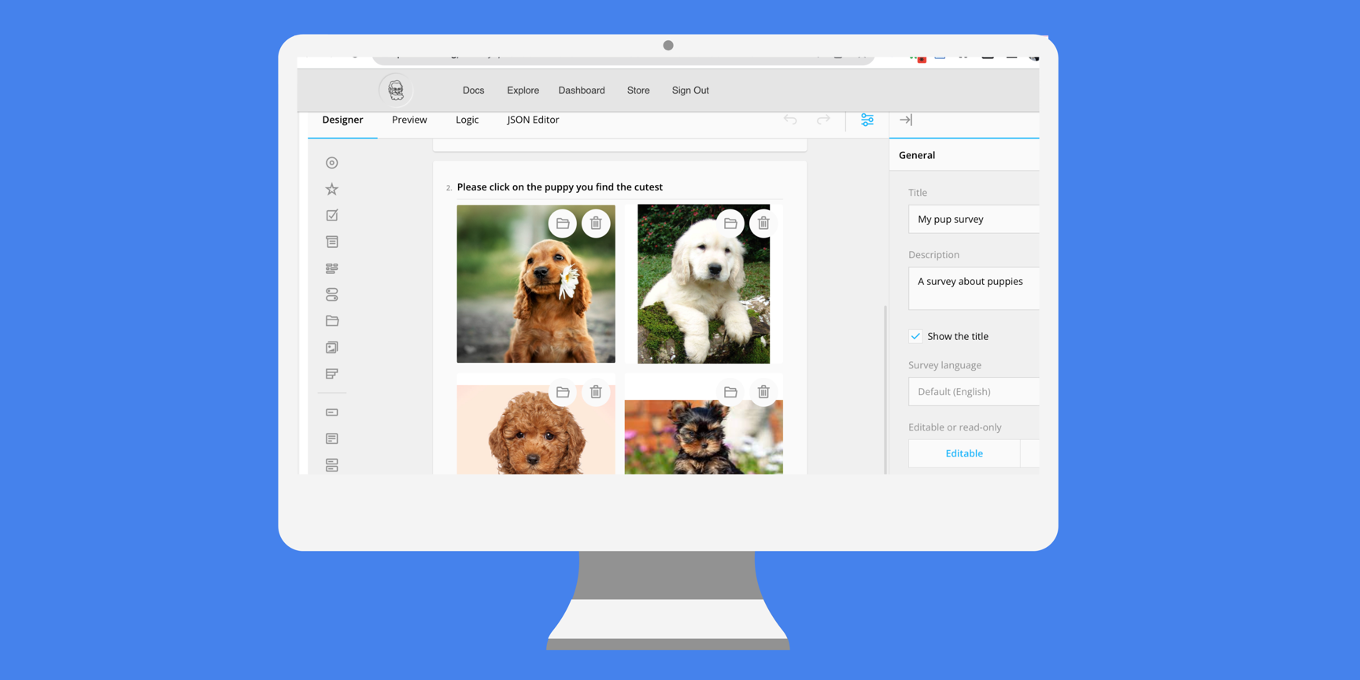 Docs Explore Dashboard Store Sign Out
Designer Preview Logic JSON Editor
General
2. Please click on the puppy you find the cutest
Title
My pup survey
Description
A survey about puppies
Show the title
Survey language
Default (English)
Editable or read-only
Editable